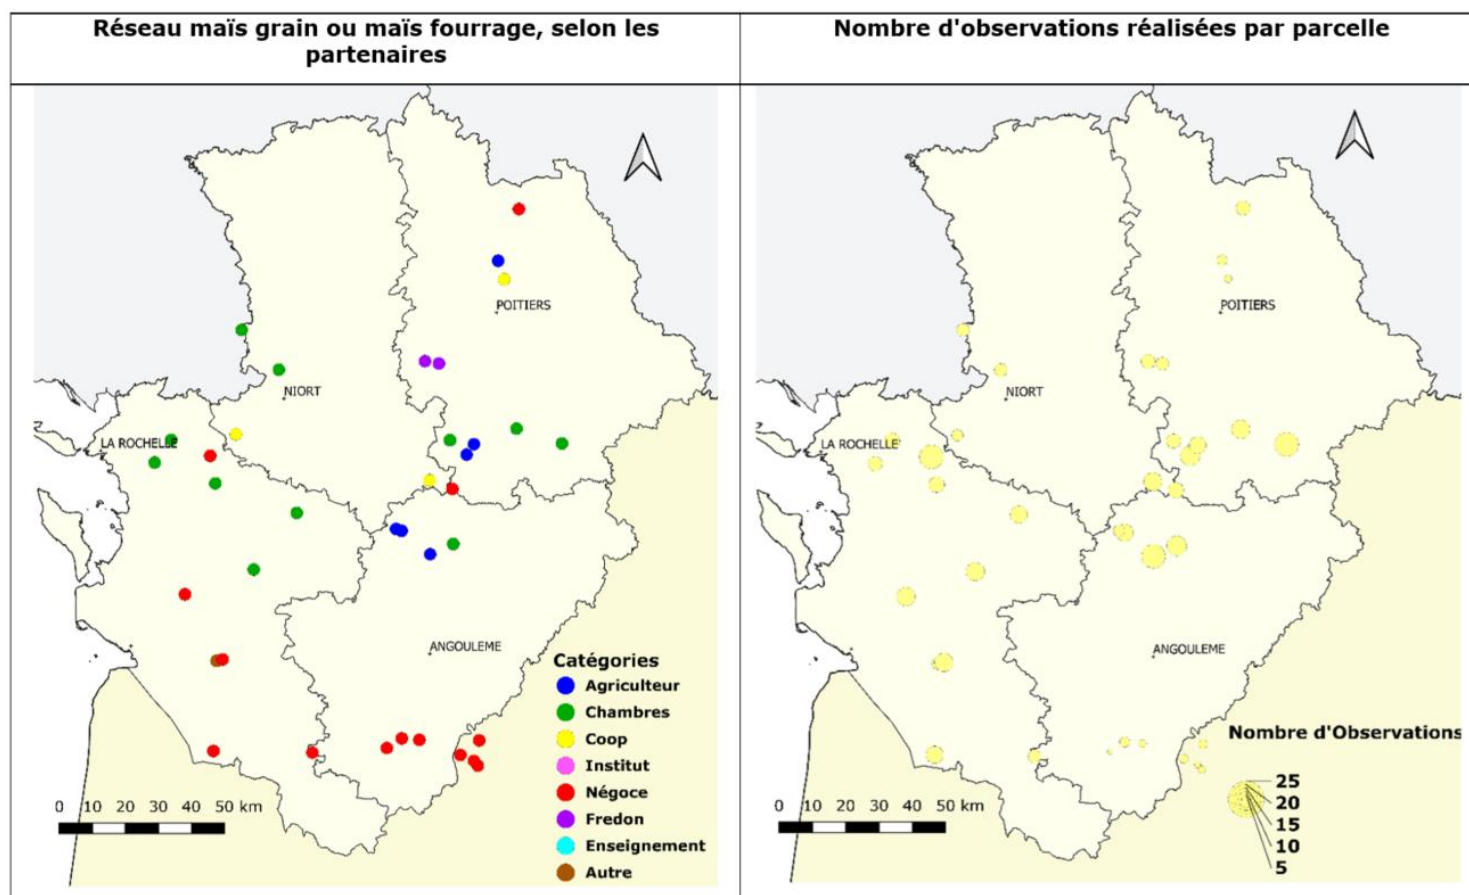 Réseau maïs grain ou maïs fourrage, selon les
partenaires
Nombre d'observations réalisées par parcelle
POITIERS
NIORT
LA ROCHELLE
ANGOULEME
Catégories
Agriculteur
Chambres
Coop
Institut
Négoce
Fredon
Enseignement
Autre
0 10 20 30 40 50 km
POITIERS
NIORT
LA ROCHELLE
ANGOULEME
Nombre d'Observations
25
20
15
10
5
0 10 20 30 40 50 km